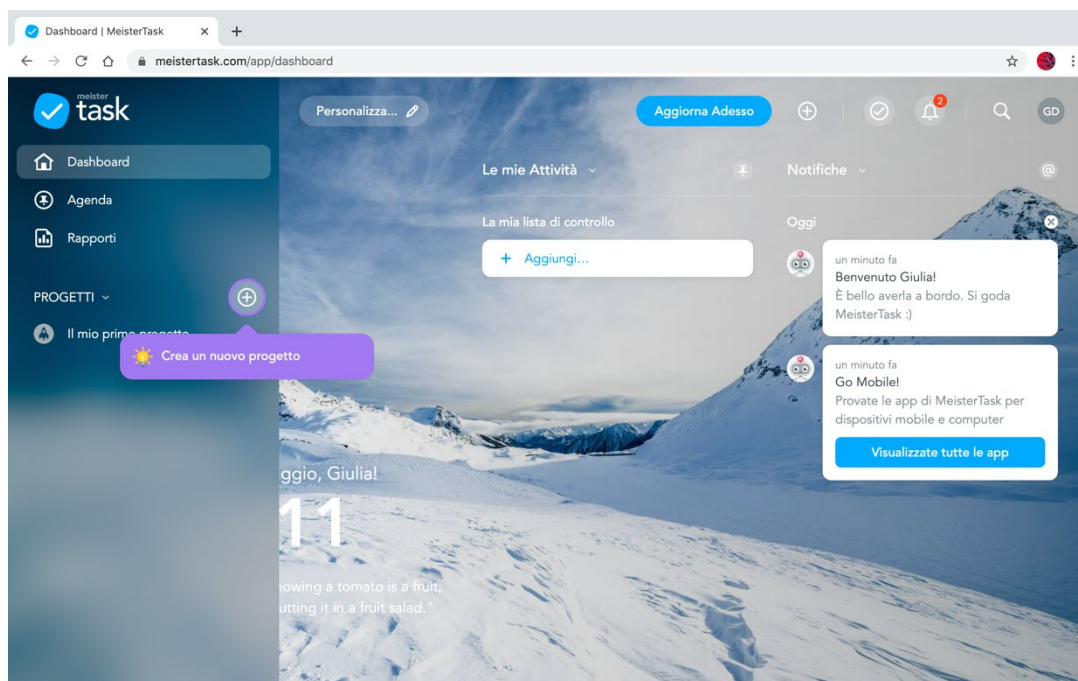 Dashboard | MeisterTask
meistertask.com/app/dashboard
meister
task
Personalizza...
Aggiorna Adesso
2
GD
Dashboard
Agenda
Rapporti
PROGETTI
Il mio primo progetto
Crea un nuovo progetto
Le mie Attività
La mia lista di controllo
+ Aggiungi...
Notifiche
@
Oggi
un minuto fa
Benvenuto Giulia!
È bello averla a bordo. Si goda
MeisterTask :)
un minuto fa
Go Mobile!
Provate le app di MeisterTask per
dispositivi mobile e computer
Visualizzate tutte le app
ggio, Giulia!
11
nowing a tomato is a fruit;
utting it in a fruit salad."